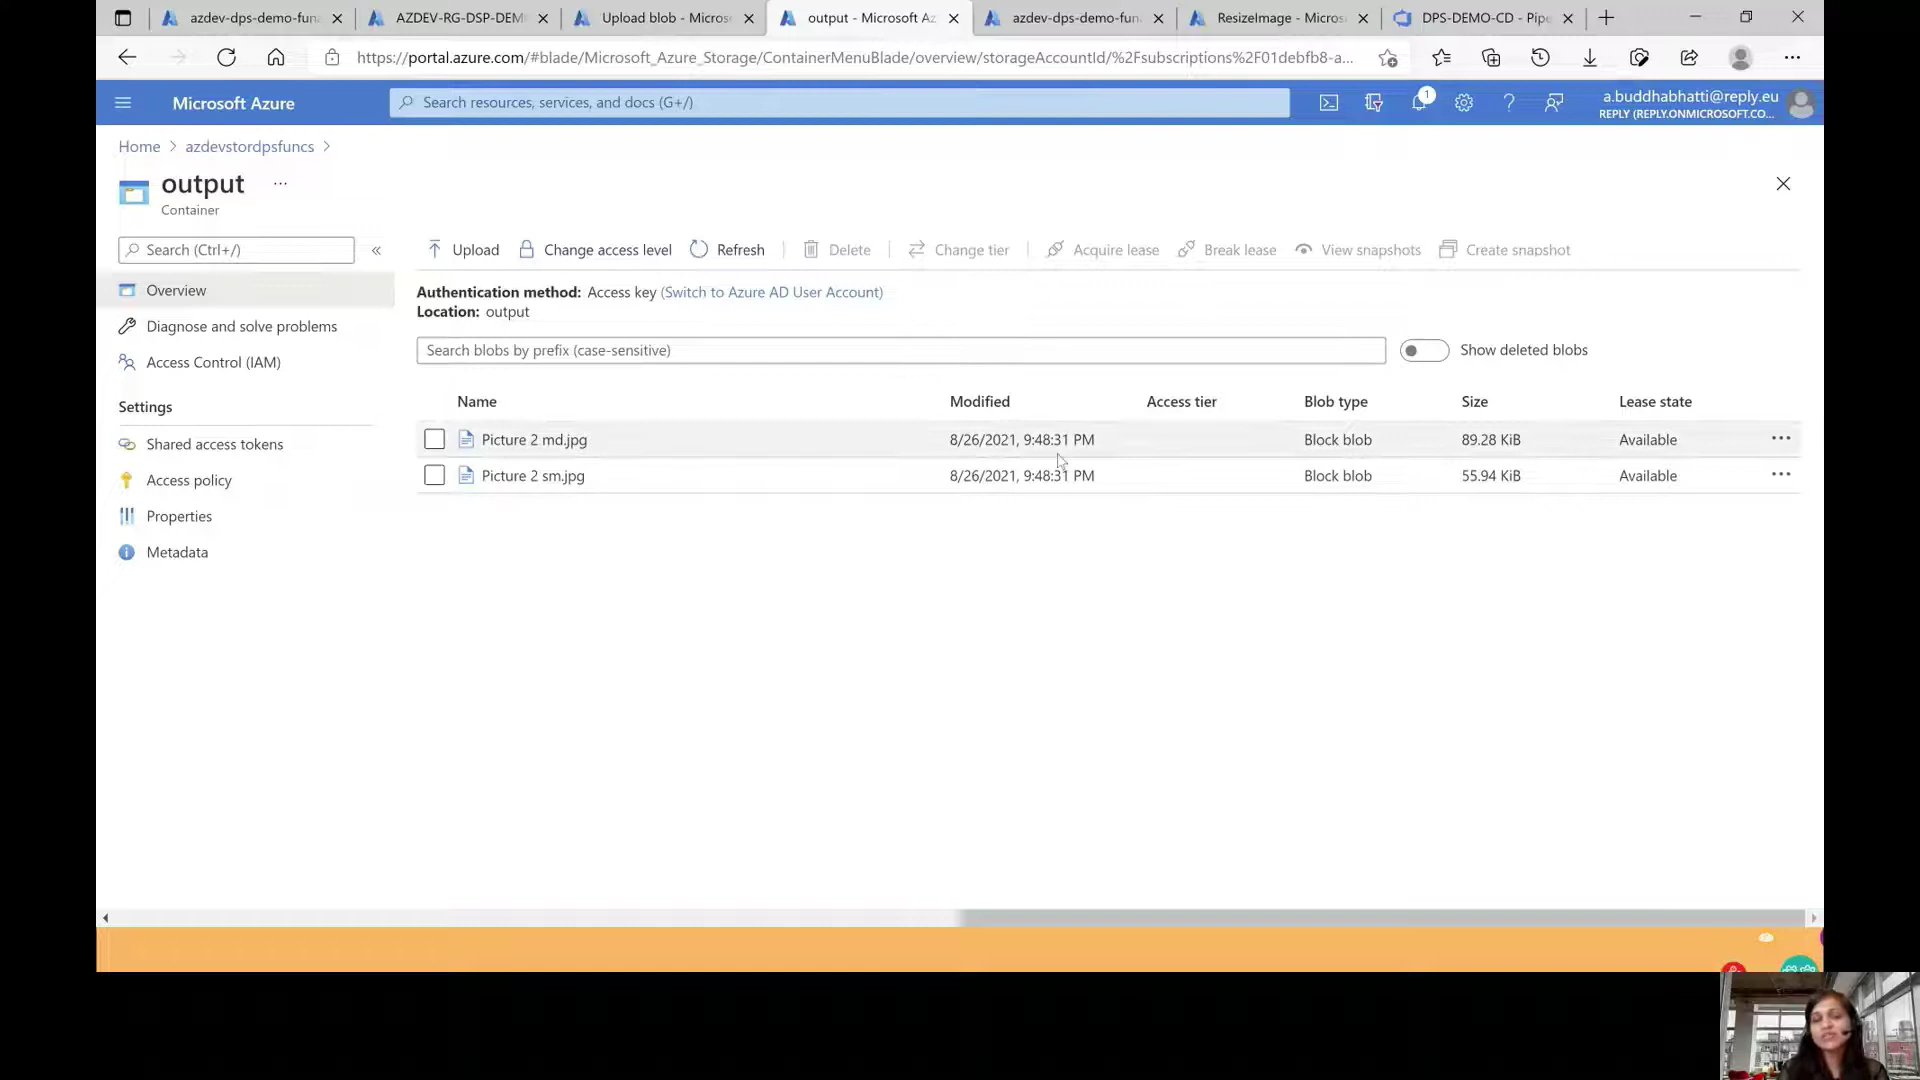 azdev-dps-demo-fun
AZDEV-RG-DSP-DEM
Upload blob - Micros
output - Microsoft Az
azdev-dps-demo-fun
ResizeImage - Micros
DPS-DEMO-CD - Pipe
https://portal.azure.com/#blade/Microsoft_Azure_Storage/ContainerMenuBlade/overview/storageAccountId/%2Fsubscriptions%2F01debfb8-a...
Microsoft Azure
Search resources, services, and docs (G+/)
1
a.buddhabhatti@reply.eu
REPLY (REPLY.ONMICROSOFT.CO...
Home > azdevstordpsfuncs >
output ...
Container
Search (Ctrl+/)
«
Upload
Change access level
Refresh
Delete
Change tier
Acquire lease
Break lease
View snapshots
Create snapshot
Overview
Diagnose and solve problems
Access Control (IAM)
Settings
Shared access tokens
Access policy
Properties
Metadata
Authentication method: Access key (Switch to Azure AD User Account)
Location: output
Search blobs by prefix (case-sensitive)
Show deleted blobs
Name Modified Access tier Blob type Size Lease state
Picture 2 md.jpg 8/26/2021, 9:48:31 PM Block blob 89.28 KiB Available ...
Picture 2 sm.jpg 8/26/2021, 9:48:31 PM Block blob 55.94 KiB Available ...